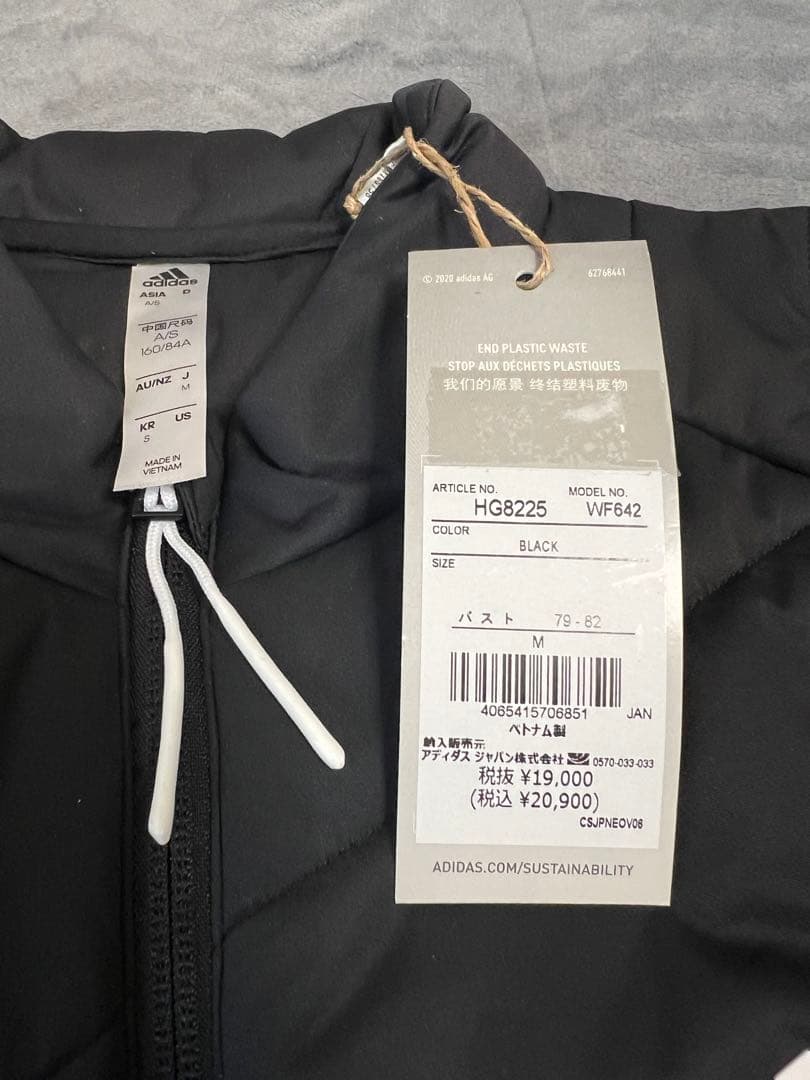 adidas
ASIA D
A/S
中国尺码
A/S
160/84A
AU/NZ J
M
KR US
S
MADE IN
VIETNAM
© 2020 adidas AG 62768441
END PLASTIC WASTE
STOP AUX DÉCHETS PLASTIQUES
我们的愿景 终结塑料废物
ARTICLE NO. MODEL NO.
HG8225 WF642
COLOR
BLACK
SIZE
バスト 79-82
M
4065415706851 JAN
ベトナム製
納入販売元
アディダス ジャパン株式会社 0570-033-033
税抜 ¥19,000
(税込 ¥20,900)
CSJPNEOV06
ADIDAS.COM/SUSTAINABILITY